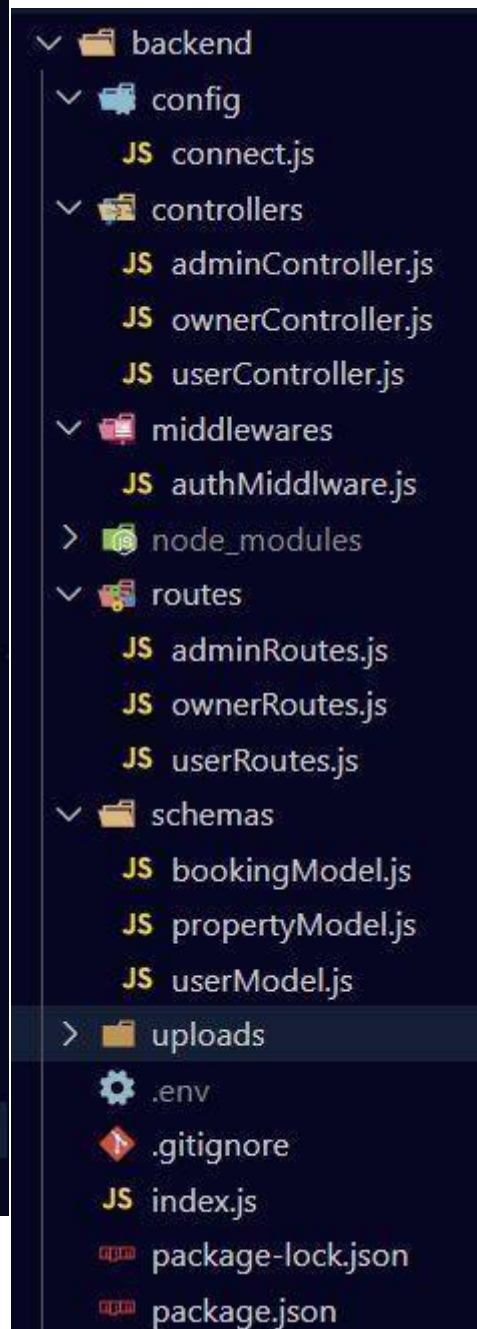 backend
config
JS connect.js
controllers
JS adminController.js
JS ownerController.js
JS userController.js
middlewares
JS authMiddlware.js
node_modules
routes
JS adminRoutes.js
JS ownerRoutes.js
JS userRoutes.js
schemas
JS bookingModel.js
JS propertyModel.js
JS userModel.js
uploads
.env
.gitignore
JS index.js
package-lock.json
package.json